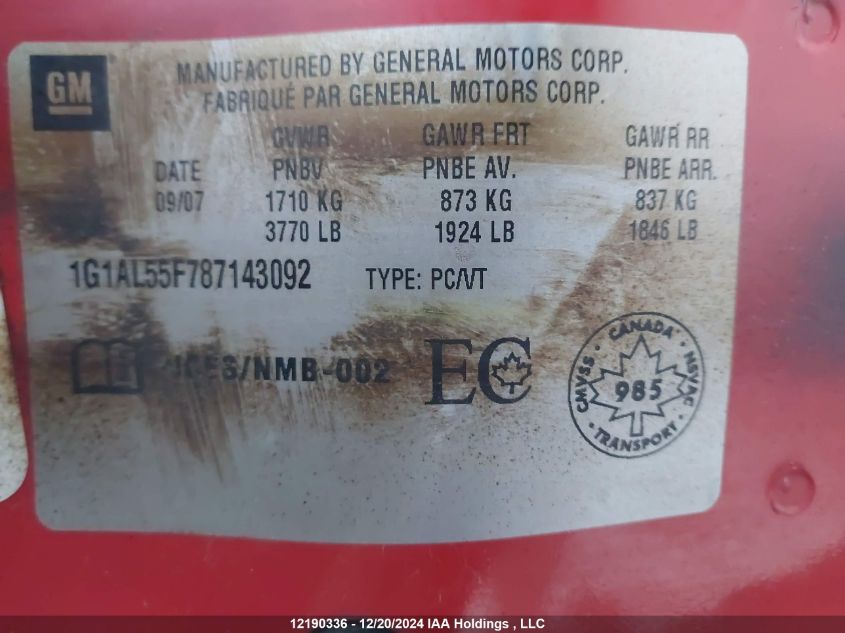 GM
MANUFACTURED BY GENERAL MOTORS CORP.
FABRIQUÉ PAR GENERAL MOTORS CORP.
GVWR GAWR FRT GAWR RR
DATE PNBV PNBE AV. PNBE ARR.
09/07 1710 KG 873 KG 837 KG
3770 LB 1924 LB 1846 LB
1G1AL55F787143092 TYPE: PC/VT
/NMB-002 EC
CANADA
CMVSS 985 NSVAC
TRANSPORT
12190336 - 12/20/2024 IAA Holdings , LLC